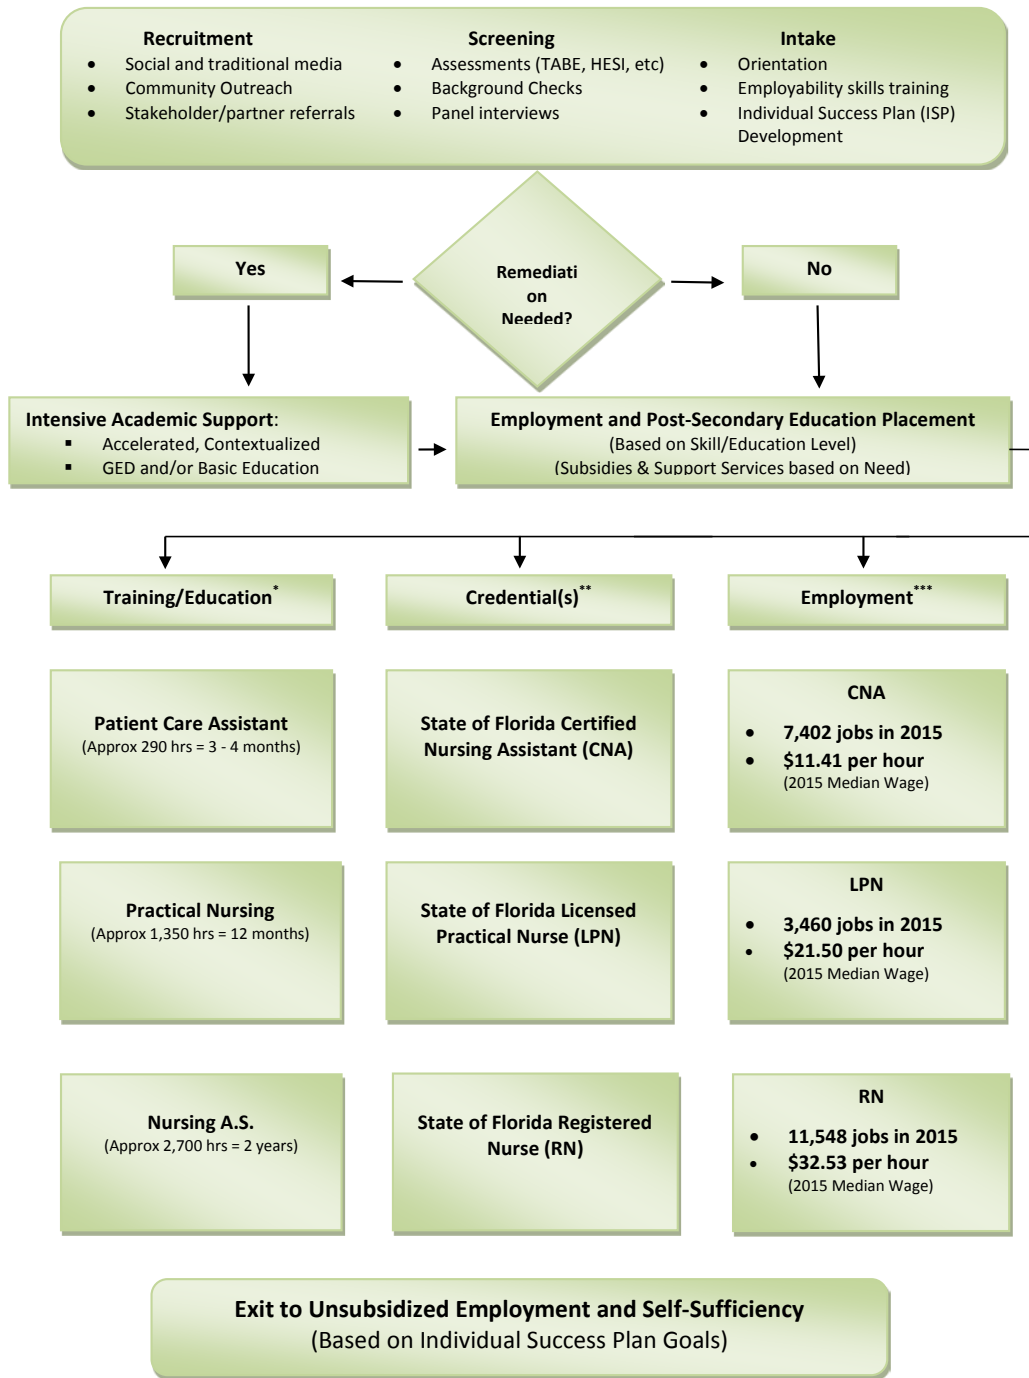 Recruitment
• Social and traditional media
• Community Outreach
• Stakeholder/partner referrals
Screening
• Assessments (TABE, HESI, etc)
• Background Checks
• Panel interviews
Intake
• Orientation
• Employability skills training
• Individual Success Plan (ISP)
Development
Yes
Remediati
on
Needed?
No
Intensive Academic Support:
▪ Accelerated, Contextualized
▪ GED and/or Basic Education
Employment and Post-Secondary Education Placement
(Based on Skill/Education Level)
(Subsidies & Support Services based on Need)
Training/Education*
Credential(s)**
Employment***
Patient Care Assistant
(Approx 290 hrs = 3 - 4 months)
State of Florida Certified
Nursing Assistant (CNA)
CNA
• 7,402 jobs in 2015
• $11.41 per hour
(2015 Median Wage)
Practical Nursing
(Approx 1,350 hrs = 12 months)
State of Florida Licensed
Practical Nurse (LPN)
LPN
• 3,460 jobs in 2015
• $21.50 per hour
(2015 Median Wage)
Nursing A.S.
(Approx 2,700 hrs = 2 years)
State of Florida Registered
Nurse (RN)
RN
• 11,548 jobs in 2015
• $32.53 per hour
(2015 Median Wage)
Exit to Unsubsidized Employment and Self-Sufficiency
(Based on Individual Success Plan Goals)